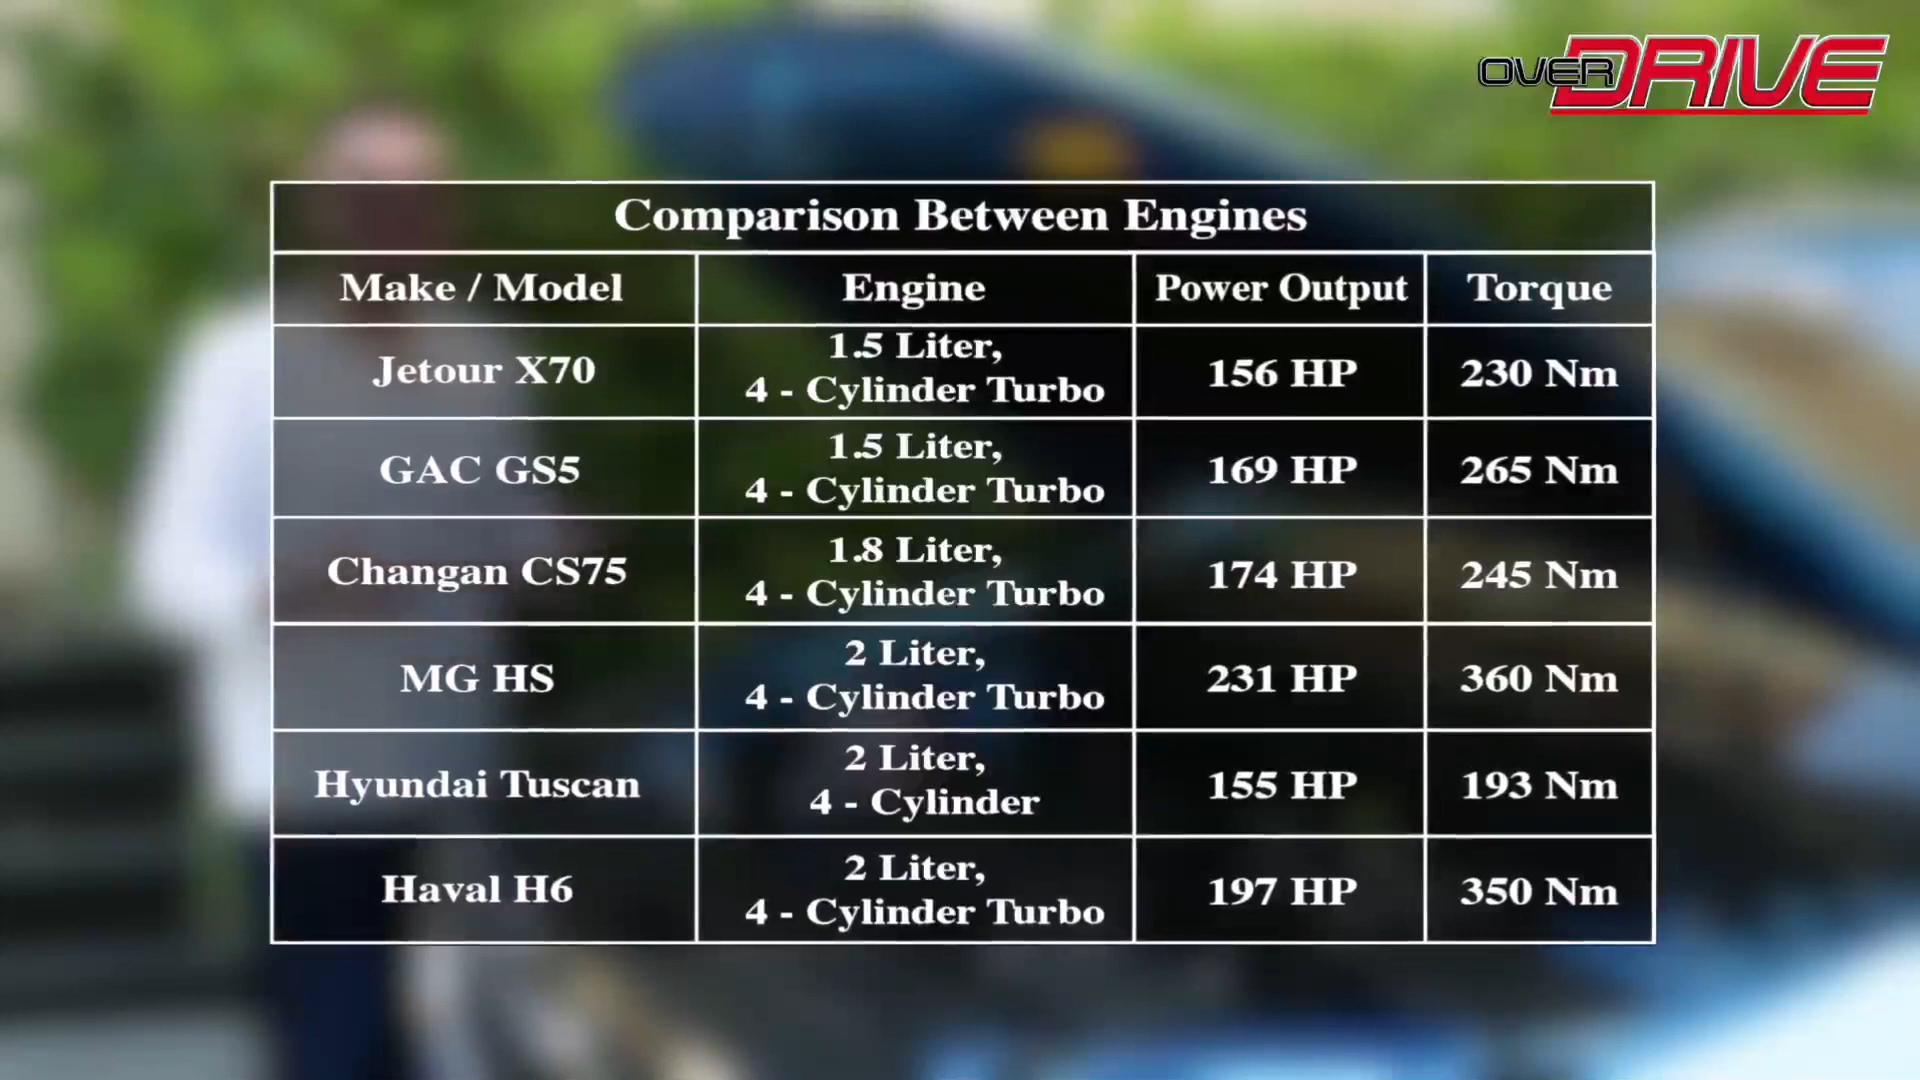 OVERDRIVE
Comparison Between Engines
Make / Model Engine Power Output Torque
Jetour X70 1.5 Liter, 156 HP 230 Nm
4 - Cylinder Turbo
GAC GS5 1.5 Liter, 169 HP 265 Nm
4 - Cylinder Turbo
Changan CS75 1.8 Liter, 174 HP 245 Nm
4 - Cylinder Turbo
MG HS 2 Liter, 231 HP 360 Nm
4 - Cylinder Turbo
Hyundai Tuscan 2 Liter, 155 HP 193 Nm
4 - Cylinder
Haval H6 2 Liter, 197 HP 350 Nm
4 - Cylinder Turbo